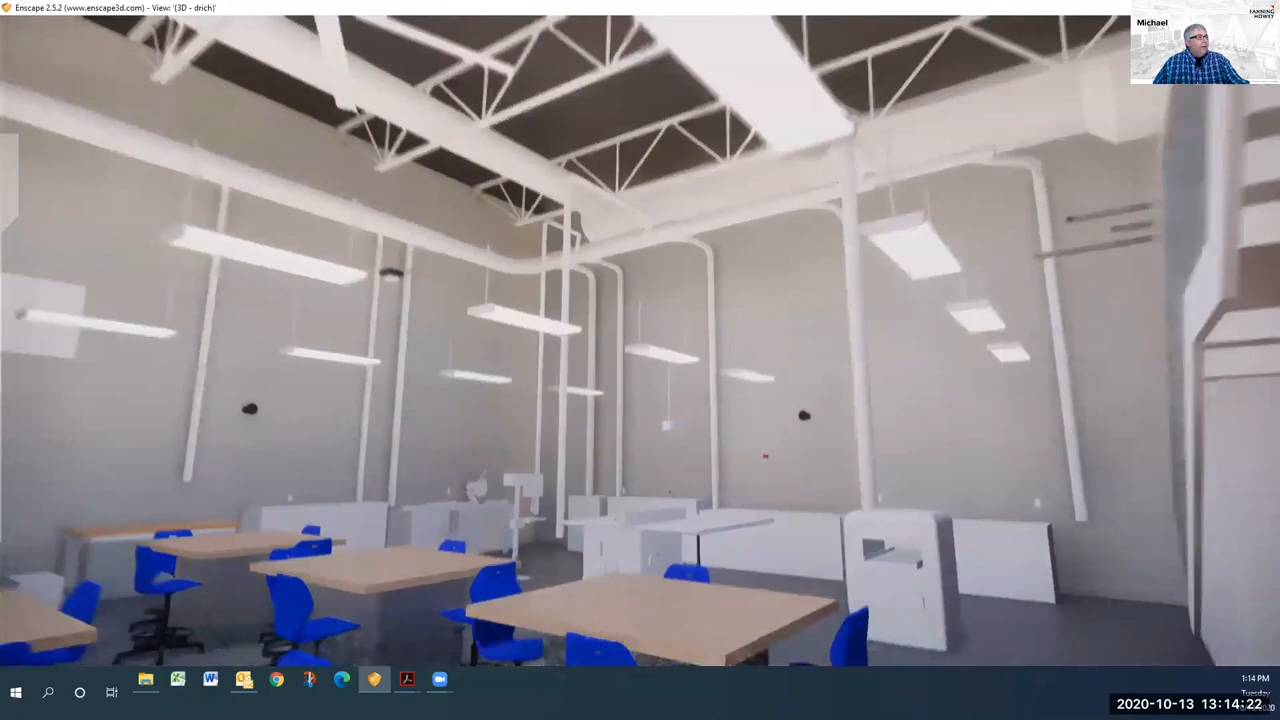 Enscape 2.5.2 (www.enscape3d.com) - View: '{3D - drich}'
Michael
FANNING
HOWEY
1:14 PM
Tuesday
2020-10-13 13:14:22